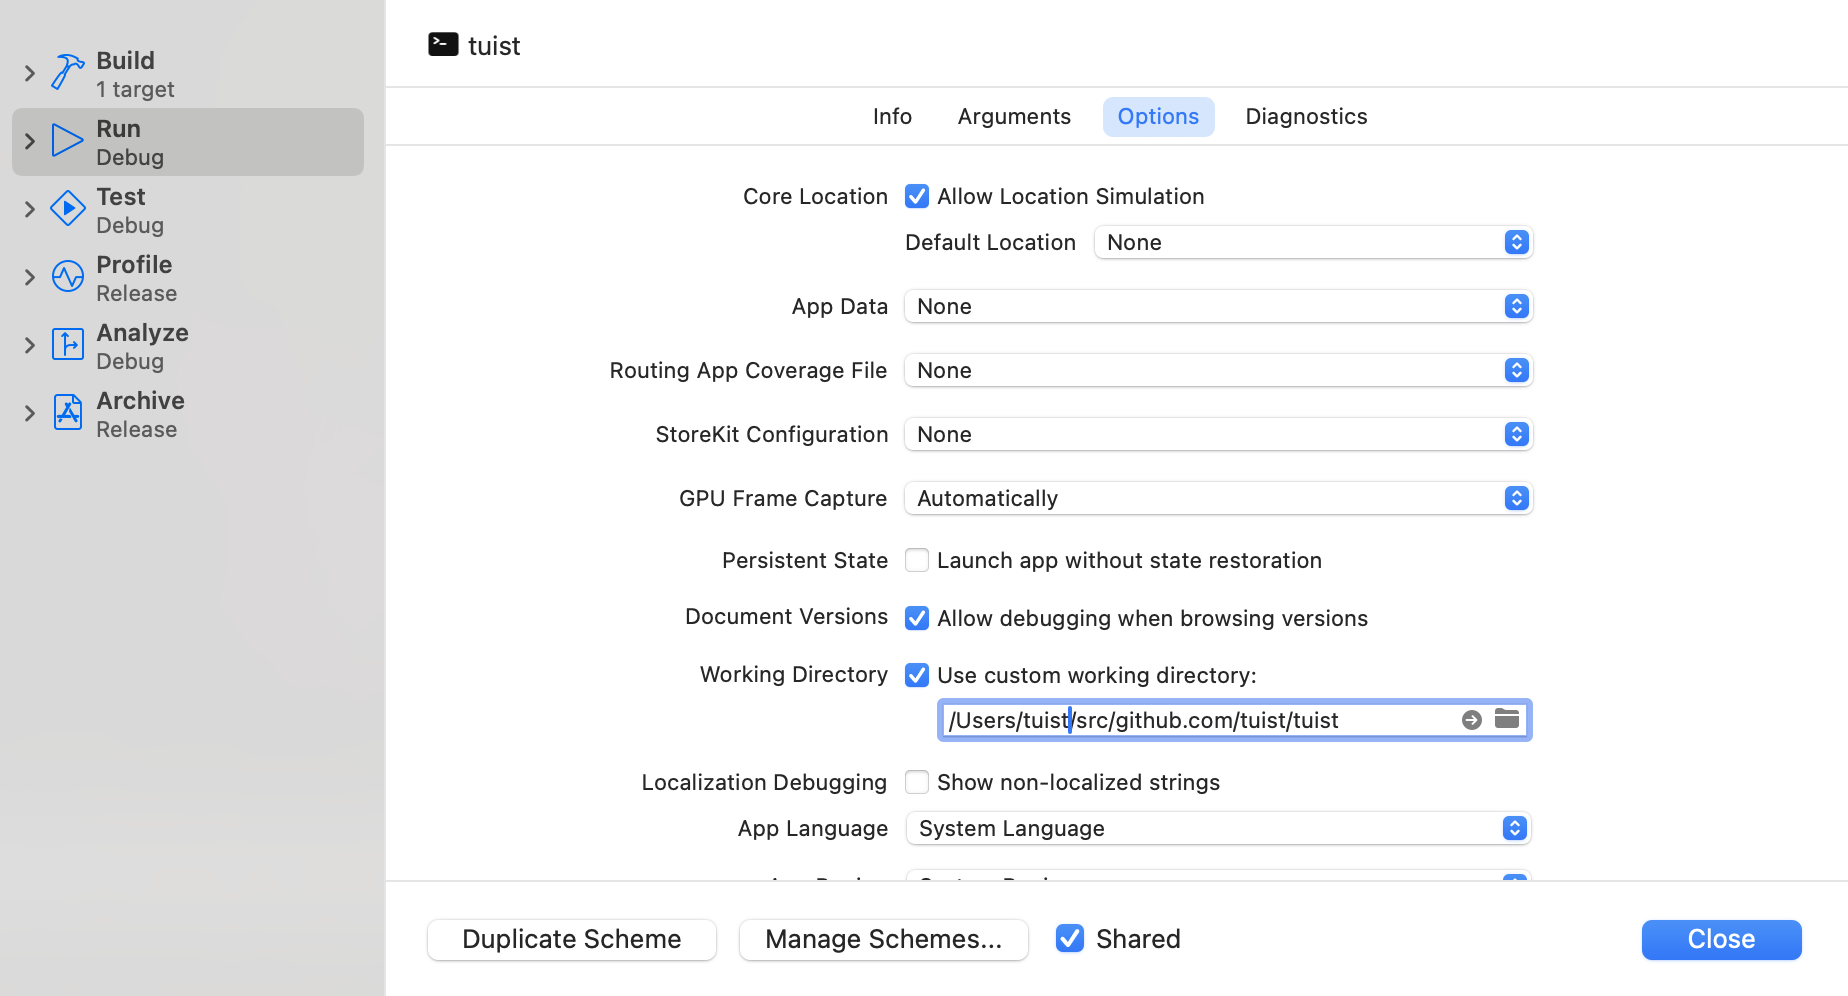 Build
1 target
Run
Debug
Test
Debug
Profile
Release
Analyze
Debug
Archive
Release
tuist
Info Arguments Options Diagnostics
Core Location Allow Location Simulation
Default Location None
App Data None
Routing App Coverage File None
StoreKit Configuration None
GPU Frame Capture Automatically
Persistent State Launch app without state restoration
Document Versions Allow debugging when browsing versions
Working Directory Use custom working directory:
/Users/tuist/src/github.com/tuist/tuist
Localization Debugging Show non-localized strings
App Language System Language
Duplicate Scheme Manage Schemes... Shared Close